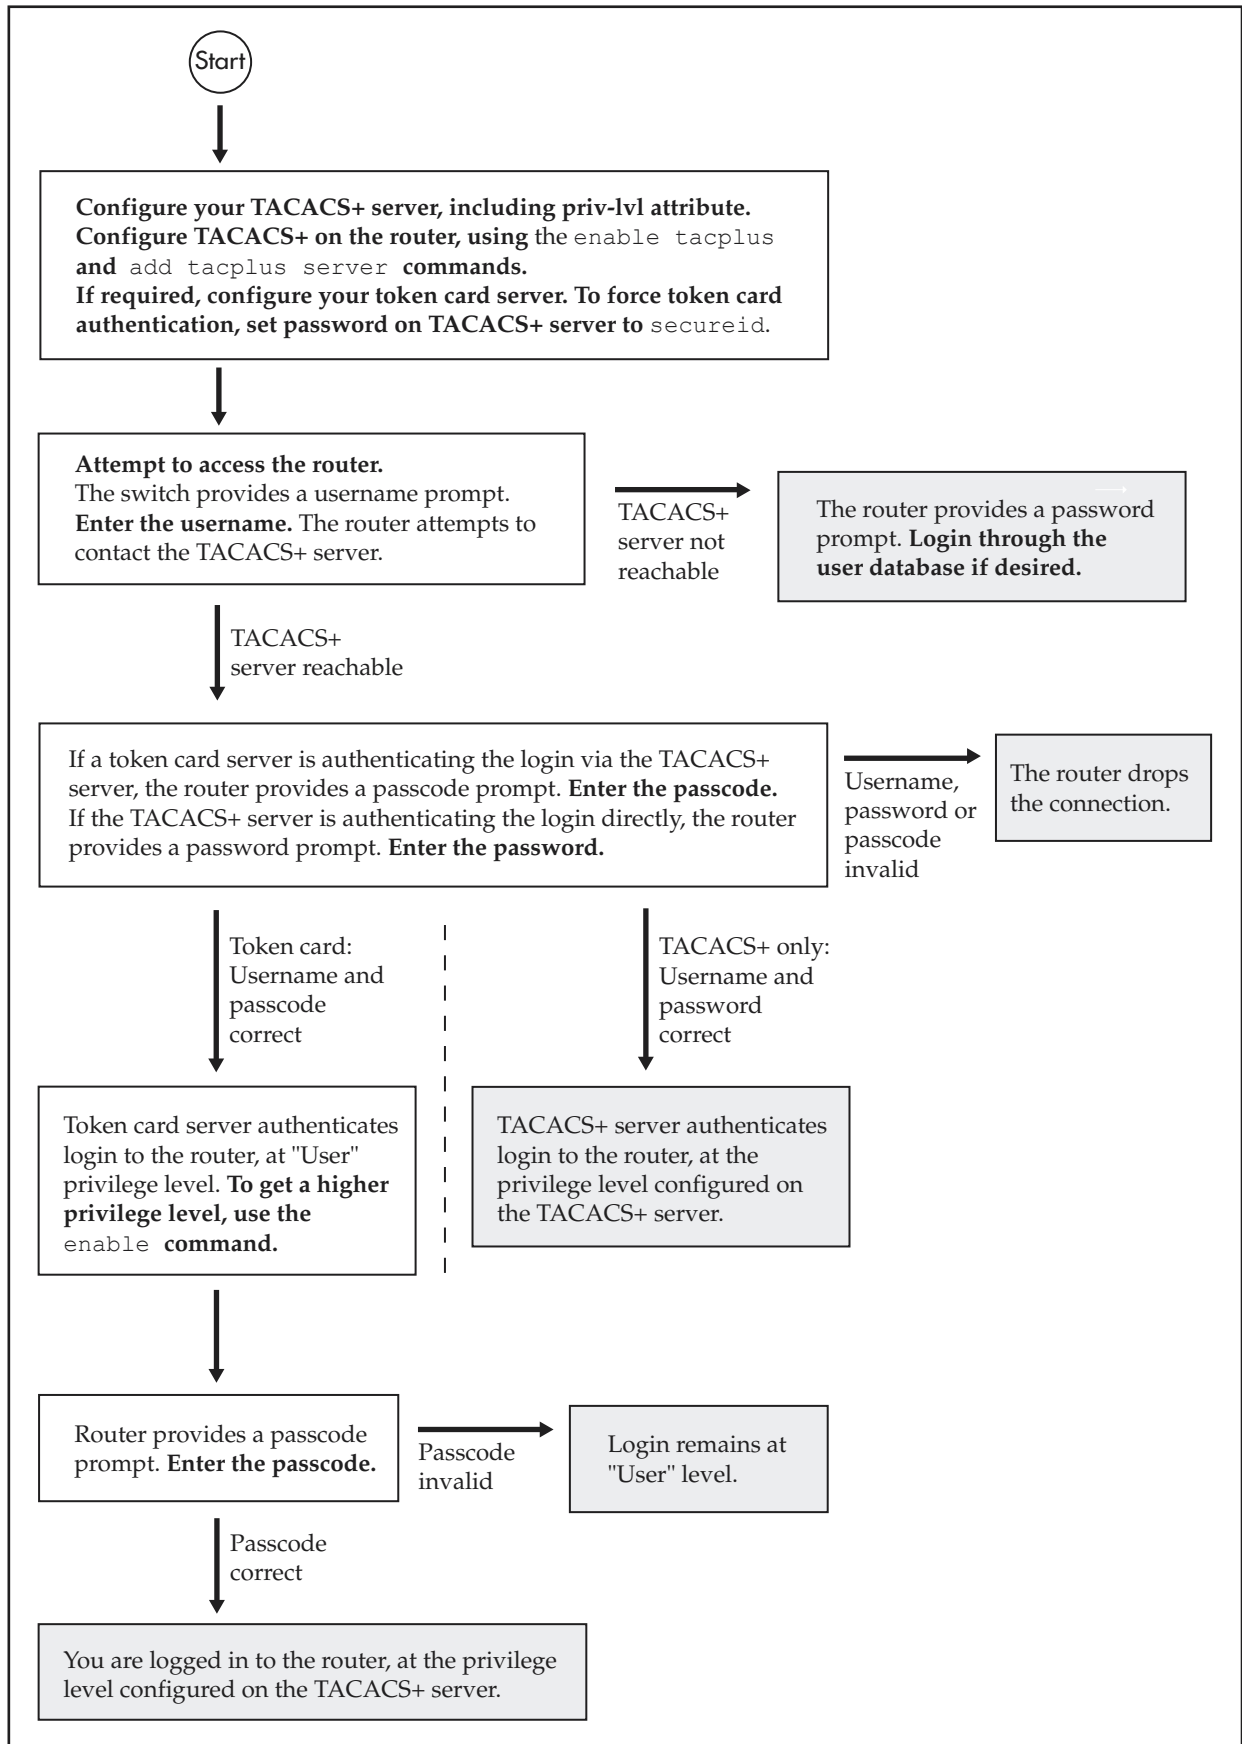 Start
Configure your TACACS+ server, including priv-lvl attribute.
Configure TACACS+ on the router, using the enable tacplus
and add tacplus server commands.
If required, configure your token card server. To force token card
authentication, set password on TACACS+ server to secureid.
Attempt to access the router.
The switch provides a username prompt.
Enter the username. The router attempts to
contact the TACACS+ server.
TACACS+
server not
reachable
The router provides a password
prompt. Login through the
user database if desired.
TACACS+
server reachable
If a token card server is authenticating the login via the TACACS+
server, the router provides a passcode prompt. Enter the passcode.
If the TACACS+ server is authenticating the login directly, the router
provides a password prompt. Enter the password.
Username,
password or
passcode
invalid
The router drops
the connection.
Token card:
Username and
passcode
correct
TACACS+ only:
Username and
password
correct
Token card server authenticates
login to the router, at "User"
privilege level. To get a higher
privilege level, use the
enable command.
TACACS+ server authenticates
login to the router, at the
privilege level configured on
the TACACS+ server.
Router provides a passcode
prompt. Enter the passcode.
Passcode
invalid
Login remains at
"User" level.
Passcode
correct
You are logged in to the router, at the privilege
level configured on the TACACS+ server.